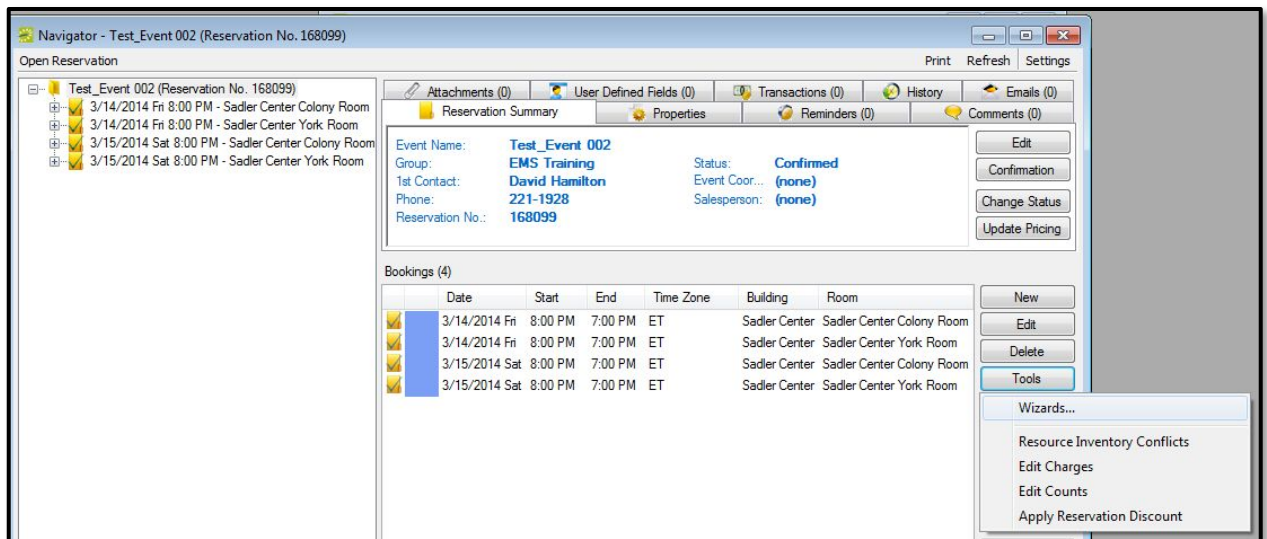 Navigator - Test_Event 002 (Reservation No. 168099)
Open Reservation Print Refresh Settings
Test_Event 002 (Reservation No. 168099)
3/14/2014 Fri 8:00 PM - Sadler Center Colony Room
3/14/2014 Fri 8:00 PM - Sadler Center York Room
3/15/2014 Sat 8:00 PM - Sadler Center Colony Room
3/15/2014 Sat 8:00 PM - Sadler Center York Room
Attachments (0) User Defined Fields (0) Transactions (0) History Emails (0)
Reservation Summary Properties Reminders (0) Comments (0)
Event Name: Test_Event 002
Group: EMS Training Status: Confirmed
1st Contact: David Hamilton Event Coor... (none)
Phone: 221-1928 Salesperson: (none)
Reservation No.: 168099
Edit
Confirmation
Change Status
Update Pricing
Bookings (4)
Date Start End Time Zone Building Room
3/14/2014 Fri 8:00 PM 7:00 PM ET Sadler Center Sadler Center Colony Room
3/14/2014 Fri 8:00 PM 7:00 PM ET Sadler Center Sadler Center York Room
3/15/2014 Sat 8:00 PM 7:00 PM ET Sadler Center Sadler Center Colony Room
3/15/2014 Sat 8:00 PM 7:00 PM ET Sadler Center Sadler Center York Room
New
Edit
Delete
Tools
Wizards...
Resource Inventory Conflicts
Edit Charges
Edit Counts
Apply Reservation Discount